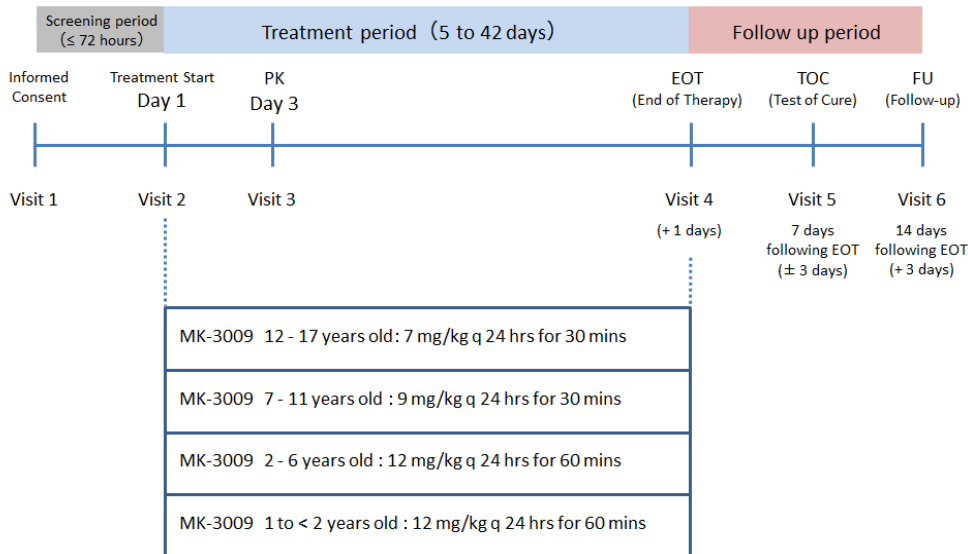 Screening period
(≤ 72 hours)
Treatment period (5 to 42 days)
Follow up period
Informed
Consent
Treatment Start
Day 1
PK
Day 3
EOT
(End of Therapy)
TOC
(Test of Cure)
FU
(Follow-up)
Visit 1
Visit 2
Visit 3
Visit 4
(+ 1 days)
Visit 5
7 days
following EOT
(± 3 days)
Visit 6
14 days
following EOT
(+ 3 days)
MK-3009 12 - 17 years old : 7 mg/kg q 24 hrs for 30 mins
MK-3009 7 - 11 years old : 9 mg/kg q 24 hrs for 30 mins
MK-3009 2 - 6 years old : 12 mg/kg q 24 hrs for 60 mins
MK-3009 1 to < 2 years old : 12 mg/kg q 24 hrs for 60 mins